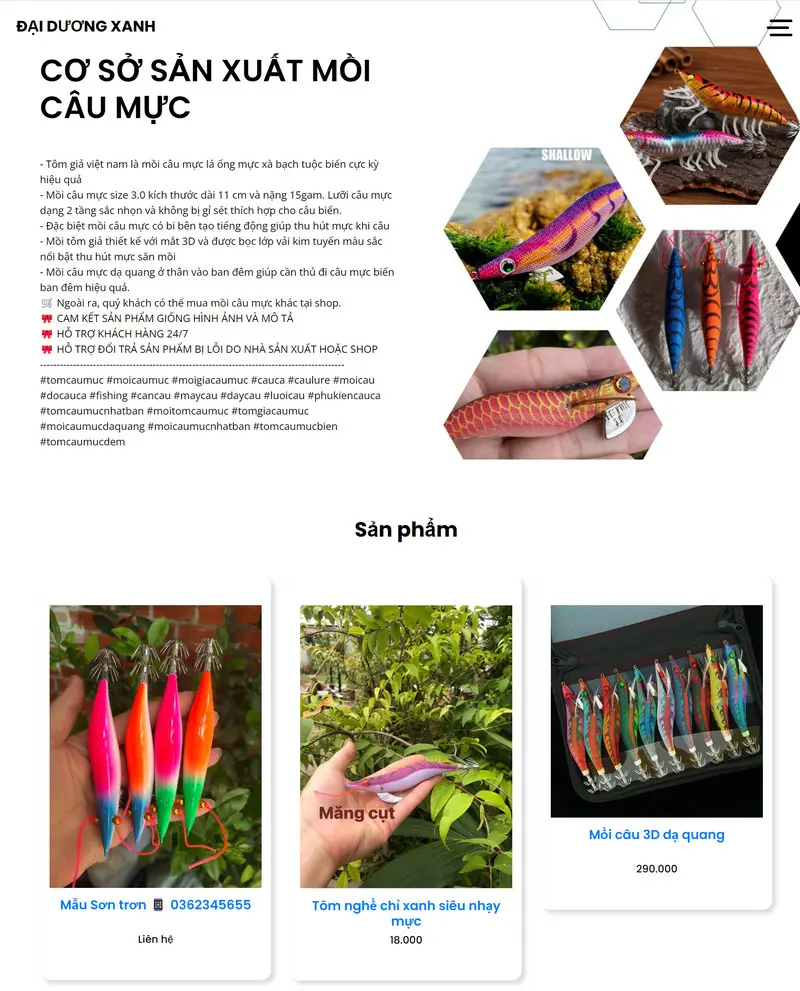 ĐẠI DƯƠNG XANH
CƠ SỞ SẢN XUẤT MỒI
CÂU MỰC
- Tôm giả việt nam là mồi câu mực lá ống mực xà bạch tuộc biển cực kỳ
hiệu quả
- Mồi câu mực size 3.0 kích thước dài 11 cm và nặng 15gam. Lưỡi câu mực
dạng 2 tầng sắc nhọn và không bị gỉ sét thích hợp cho câu biển.
- Đặc biệt mồi câu mực có bi bên tạo tiếng động giúp thu hút mực khi câu
- Mồi tôm giả thiết kế với mắt 3D và được bọc lớp vải kim tuyến màu sắc
nổi bật thu hút mực săn mồi
- Mồi câu mực dạ quang ở thân vào ban đêm giúp cần thủ đi câu mực biển
ban đêm hiệu quả.
🛒 Ngoài ra, quý khách có thể mua mồi câu mực khác tại shop.
🎀 CAM KẾT SẢN PHẨM GIỐNG HÌNH ẢNH VÀ MÔ TẢ
🎀 HỖ TRỢ KHÁCH HÀNG 24/7
🎀 HỖ TRỢ ĐỔI TRẢ SẢN PHẨM BỊ LỖI DO NHÀ SẢN XUẤT HOẶC SHOP
--------------------------------------------------------------------------------------------
#tomcaumuc #moicaumuc #moigiacaumuc #cauca #caulure #moicau
#docauca #fishing #cancau #maycau #daycau #luoicau #phukiencauca
#tomcaumucnhatban #moitomcaumuc #tomgiacaumuc
#moicaumucdaquang #moicaumucnhatban #tomcaumucbien
#tomcaumucdem
SHALLOW
Sản phẩm
Măng cụt
Mẫu Sơn trơn 📱 0362345655
Liên hệ
Tôm nghề chỉ xanh siêu nhạy
mực
18.000
Mồi câu 3D dạ quang
290.000